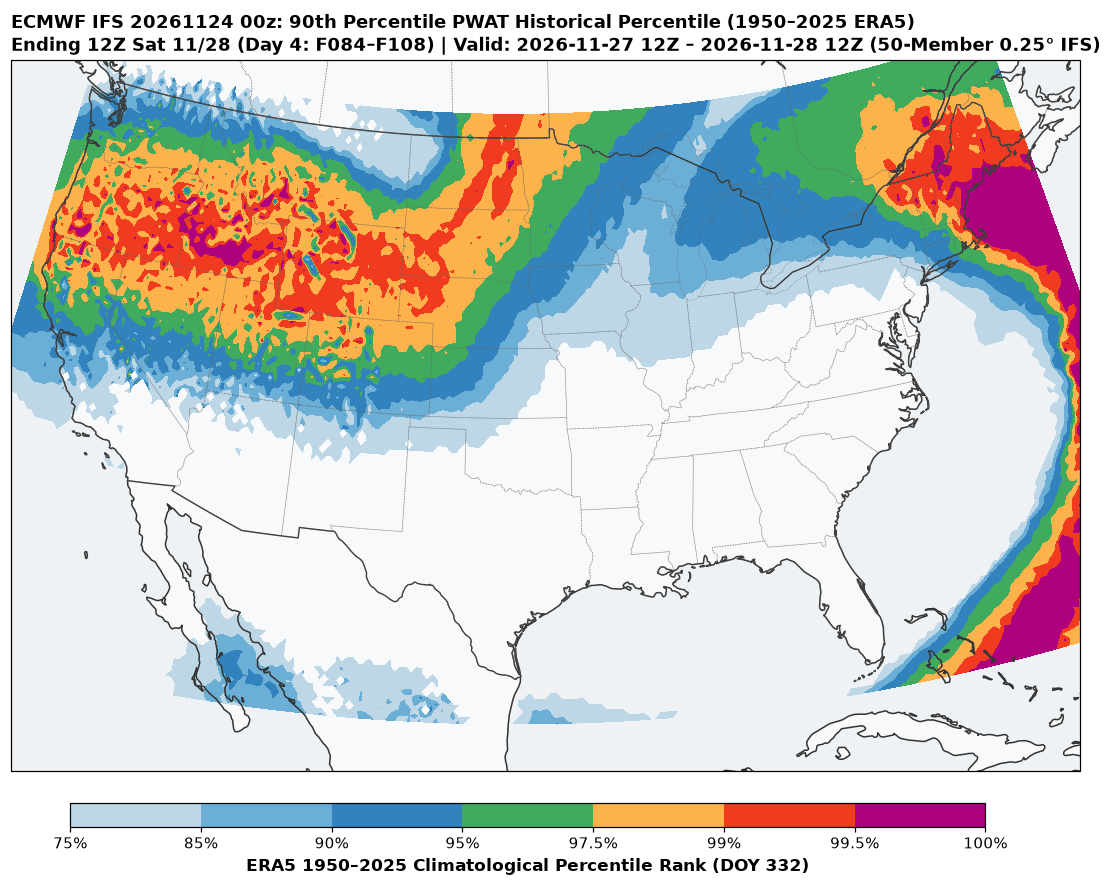 ECMWF IFS 20261124 00z: 90th Percentile PWAT Historical Percentile (1950–2025 ERA5)
Ending 12Z Sat 11/28 (Day 4: F084–F108) | Valid: 2026-11-27 12Z – 2026-11-28 12Z (50-Member 0.25° IFS)
75% 85% 90% 95% 97.5% 99% 99.5% 100%
ERA5 1950–2025 Climatological Percentile Rank (DOY 332)